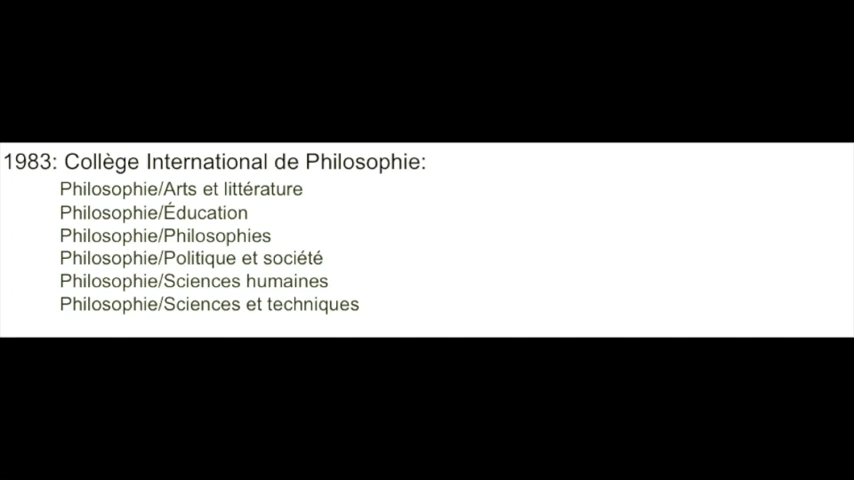 1983: Collège International de Philosophie:
Philosophie/Arts et littérature
Philosophie/Éducation
Philosophie/Philosophies
Philosophie/Politique et société
Philosophie/Sciences humaines
Philosophie/Sciences et techniques